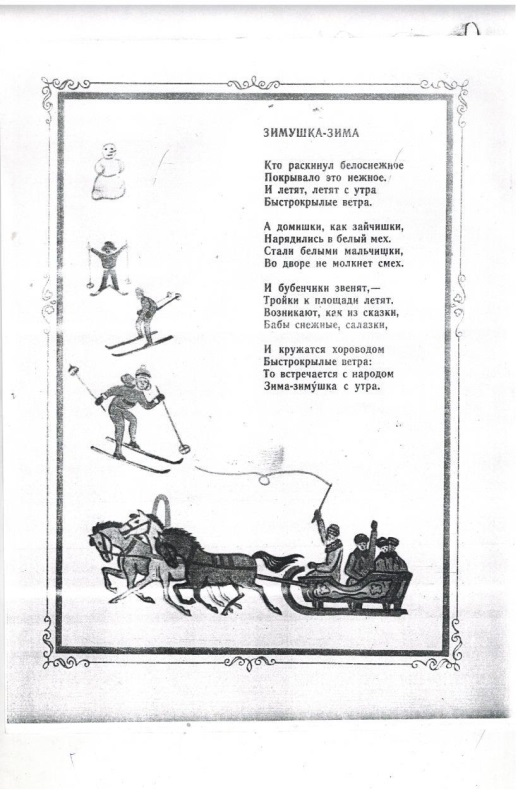 ЗИМУШКА-ЗИМА
Кто раскинул белоснежное
Покрывало это нежное.
И летят, летят с утра
Быстрокрылые ветра.
А домишки, как зайчишки,
Нарядились в белый мех.
Стали белыми мальчишки,
Во дворе не молкнет смех.
И бубенчики звенят,—
Тройки к площади летят.
Возникают, как из сказки,
Бабы снежные, салазки,
И кружатся хороводом
Быстрокрылые ветра:
То встречается с народом
Зима-зиму́шка с утра.